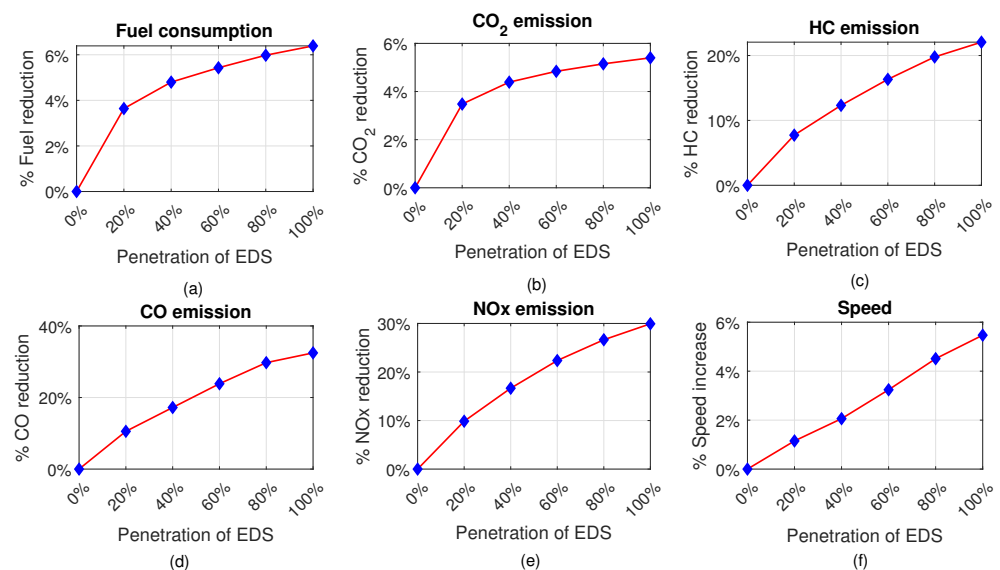 Fuel consumption
% Fuel reduction
6%
4%
2%
0%
0%
20%
40%
60%
80%
100%
Penetration of EDS
(a)
CO2 emission
% CO2 reduction
6%
4%
2%
0%
0%
20%
40%
60%
80%
100%
Penetration of EDS
(b)
HC emission
% HC reduction
20%
10%
0%
0%
20%
40%
60%
80%
100%
Penetration of EDS
(c)
CO emission
% CO reduction
40%
20%
0%
0%
20%
40%
60%
80%
100%
Penetration of EDS
(d)
NOx emission
% NOx reduction
30%
20%
10%
0%
0%
20%
40%
60%
80%
100%
Penetration of EDS
(e)
Speed
% Speed increase
6%
4%
2%
0%
0%
20%
40%
60%
80%
100%
Penetration of EDS
(f)